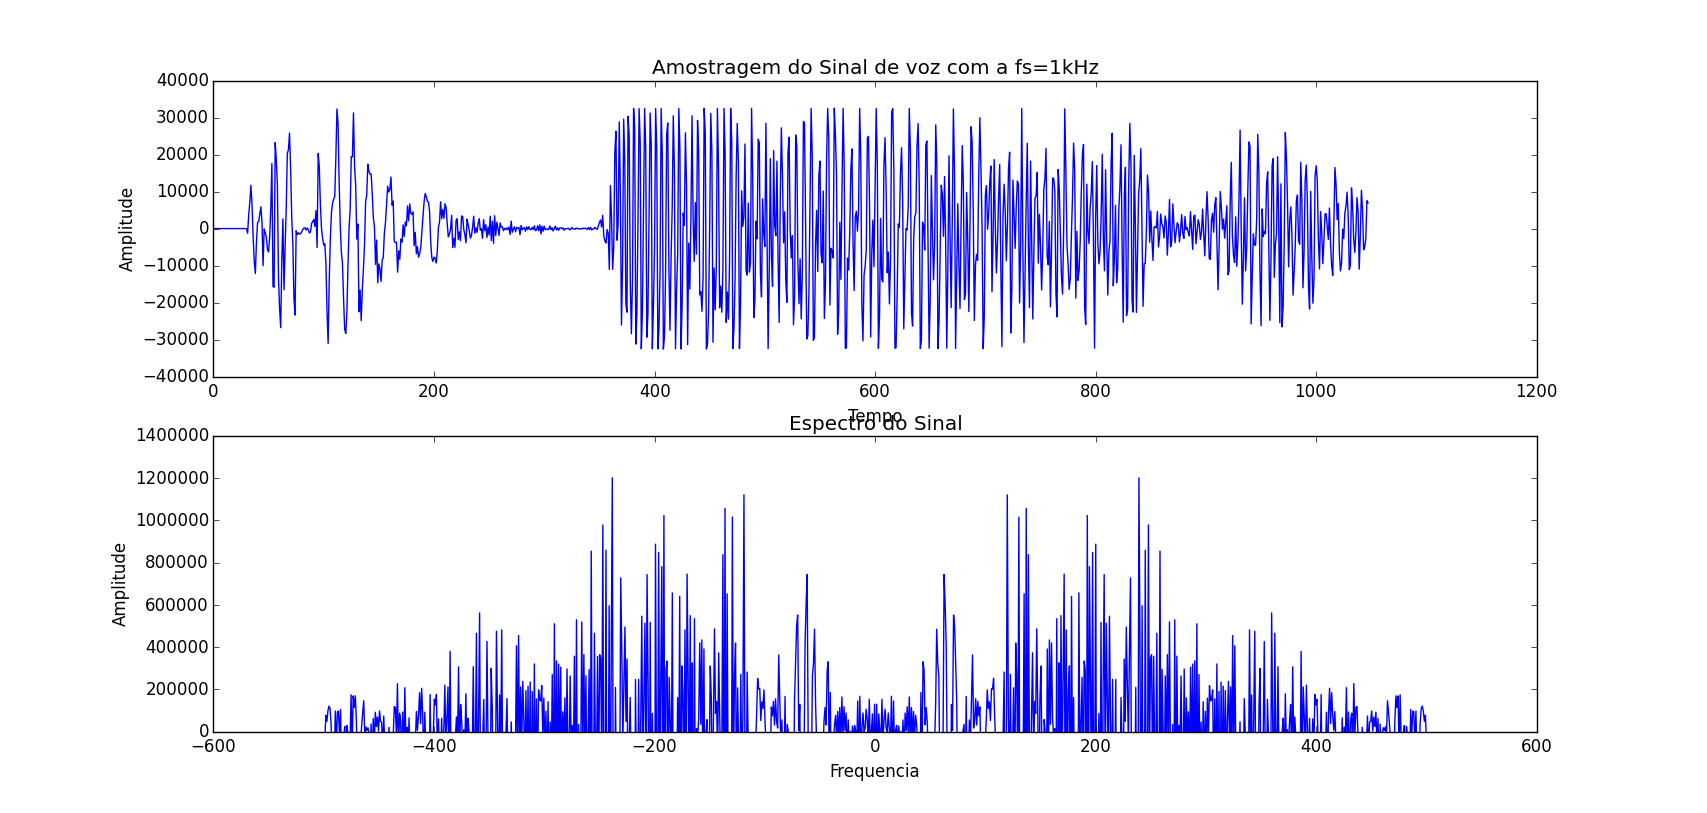 Amostragem do Sinal de voz com a fs=1kHz
40000
30000
20000
10000
0
−10000
−20000
−30000
−40000
Amplitude
0 200 400 600 800 1000 1200
Tempo
Espectro do Sinal
1400000
1200000
1000000
800000
600000
400000
200000
0
Amplitude
−600 −400 −200 0 200 400 600
Frequencia